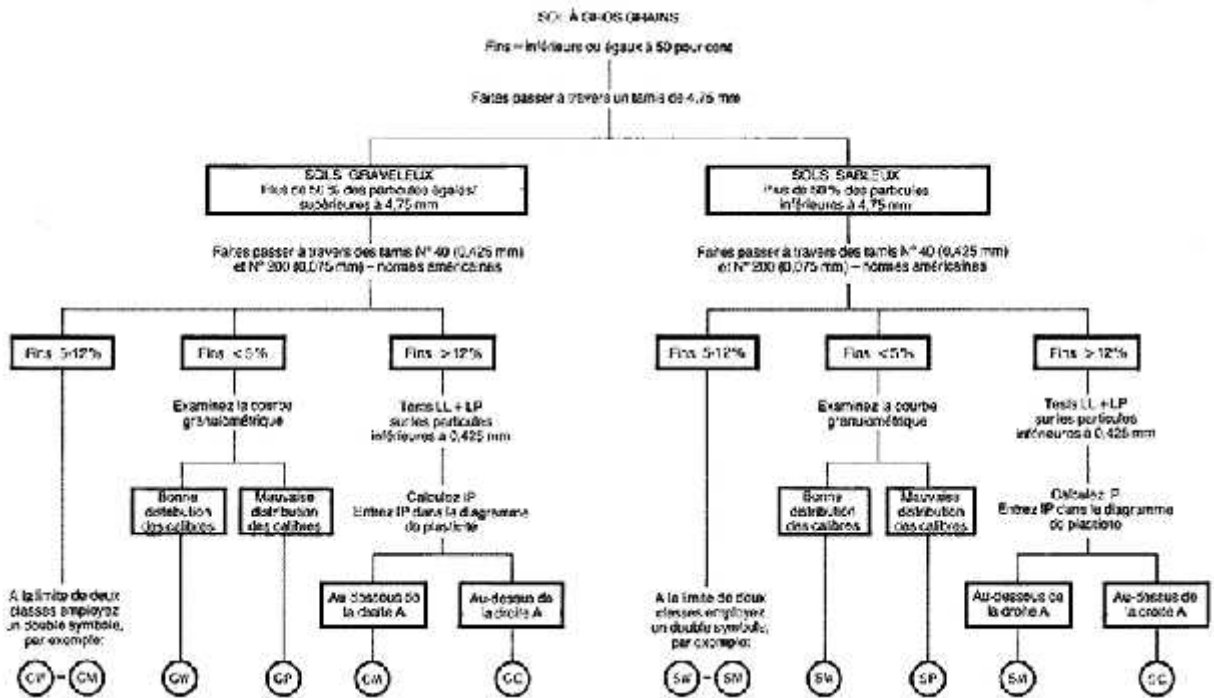 SOL À GROS GRAINS
Fins = inférieurs ou égaux à 50 pour cent
Faites passer à travers un tamis de 4,75 mm
SOLS GRAVELEUX
Plus de 50 % des particules égales/
supérieures à 4,75 mm
SOLS SABLEUX
Plus de 50 % des particules
inférieures à 4,75 mm
Faites passer à travers des tamis N° 40 (0,425 mm)
et N° 200 (0,075 mm) – normes américaines
Faites passer à travers des tamis N° 40 (0,425 mm)
et N° 200 (0,075 mm) – normes américaines
Fins 5-12%
Fins <5%
Fins >12%
Fins 5-12%
Fins <5%
Fins >12%
Examinez la courbe
granulométrique
Tests LL + LP
sur les particules
inférieures à 0,425 mm
Examinez la courbe
granulométrique
Tests LL + LP
sur les particules
inférieures à 0,425 mm
Bonne
distribution
des calibres
Mauvaise
distribution
des calibres
Calculez IP
Entrez IP dans le diagramme
de plasticité
Bonne
distribution
des calibres
Mauvaise
distribution
des calibres
Calculez IP
Entrez IP dans le diagramme
de plasticité
A la limite de deux
classes employez
un double symbole,
par exemple:
Au-dessous de
la droite A
Au-dessus de
la droite A
A la limite de deux
classes employez
un double symbole,
par exemple:
Au-dessous de
la droite A
Au-dessus de
la droite A
GW – GM
GW
GP
GM
GC
SW – SM
SW
SP
SM
SC